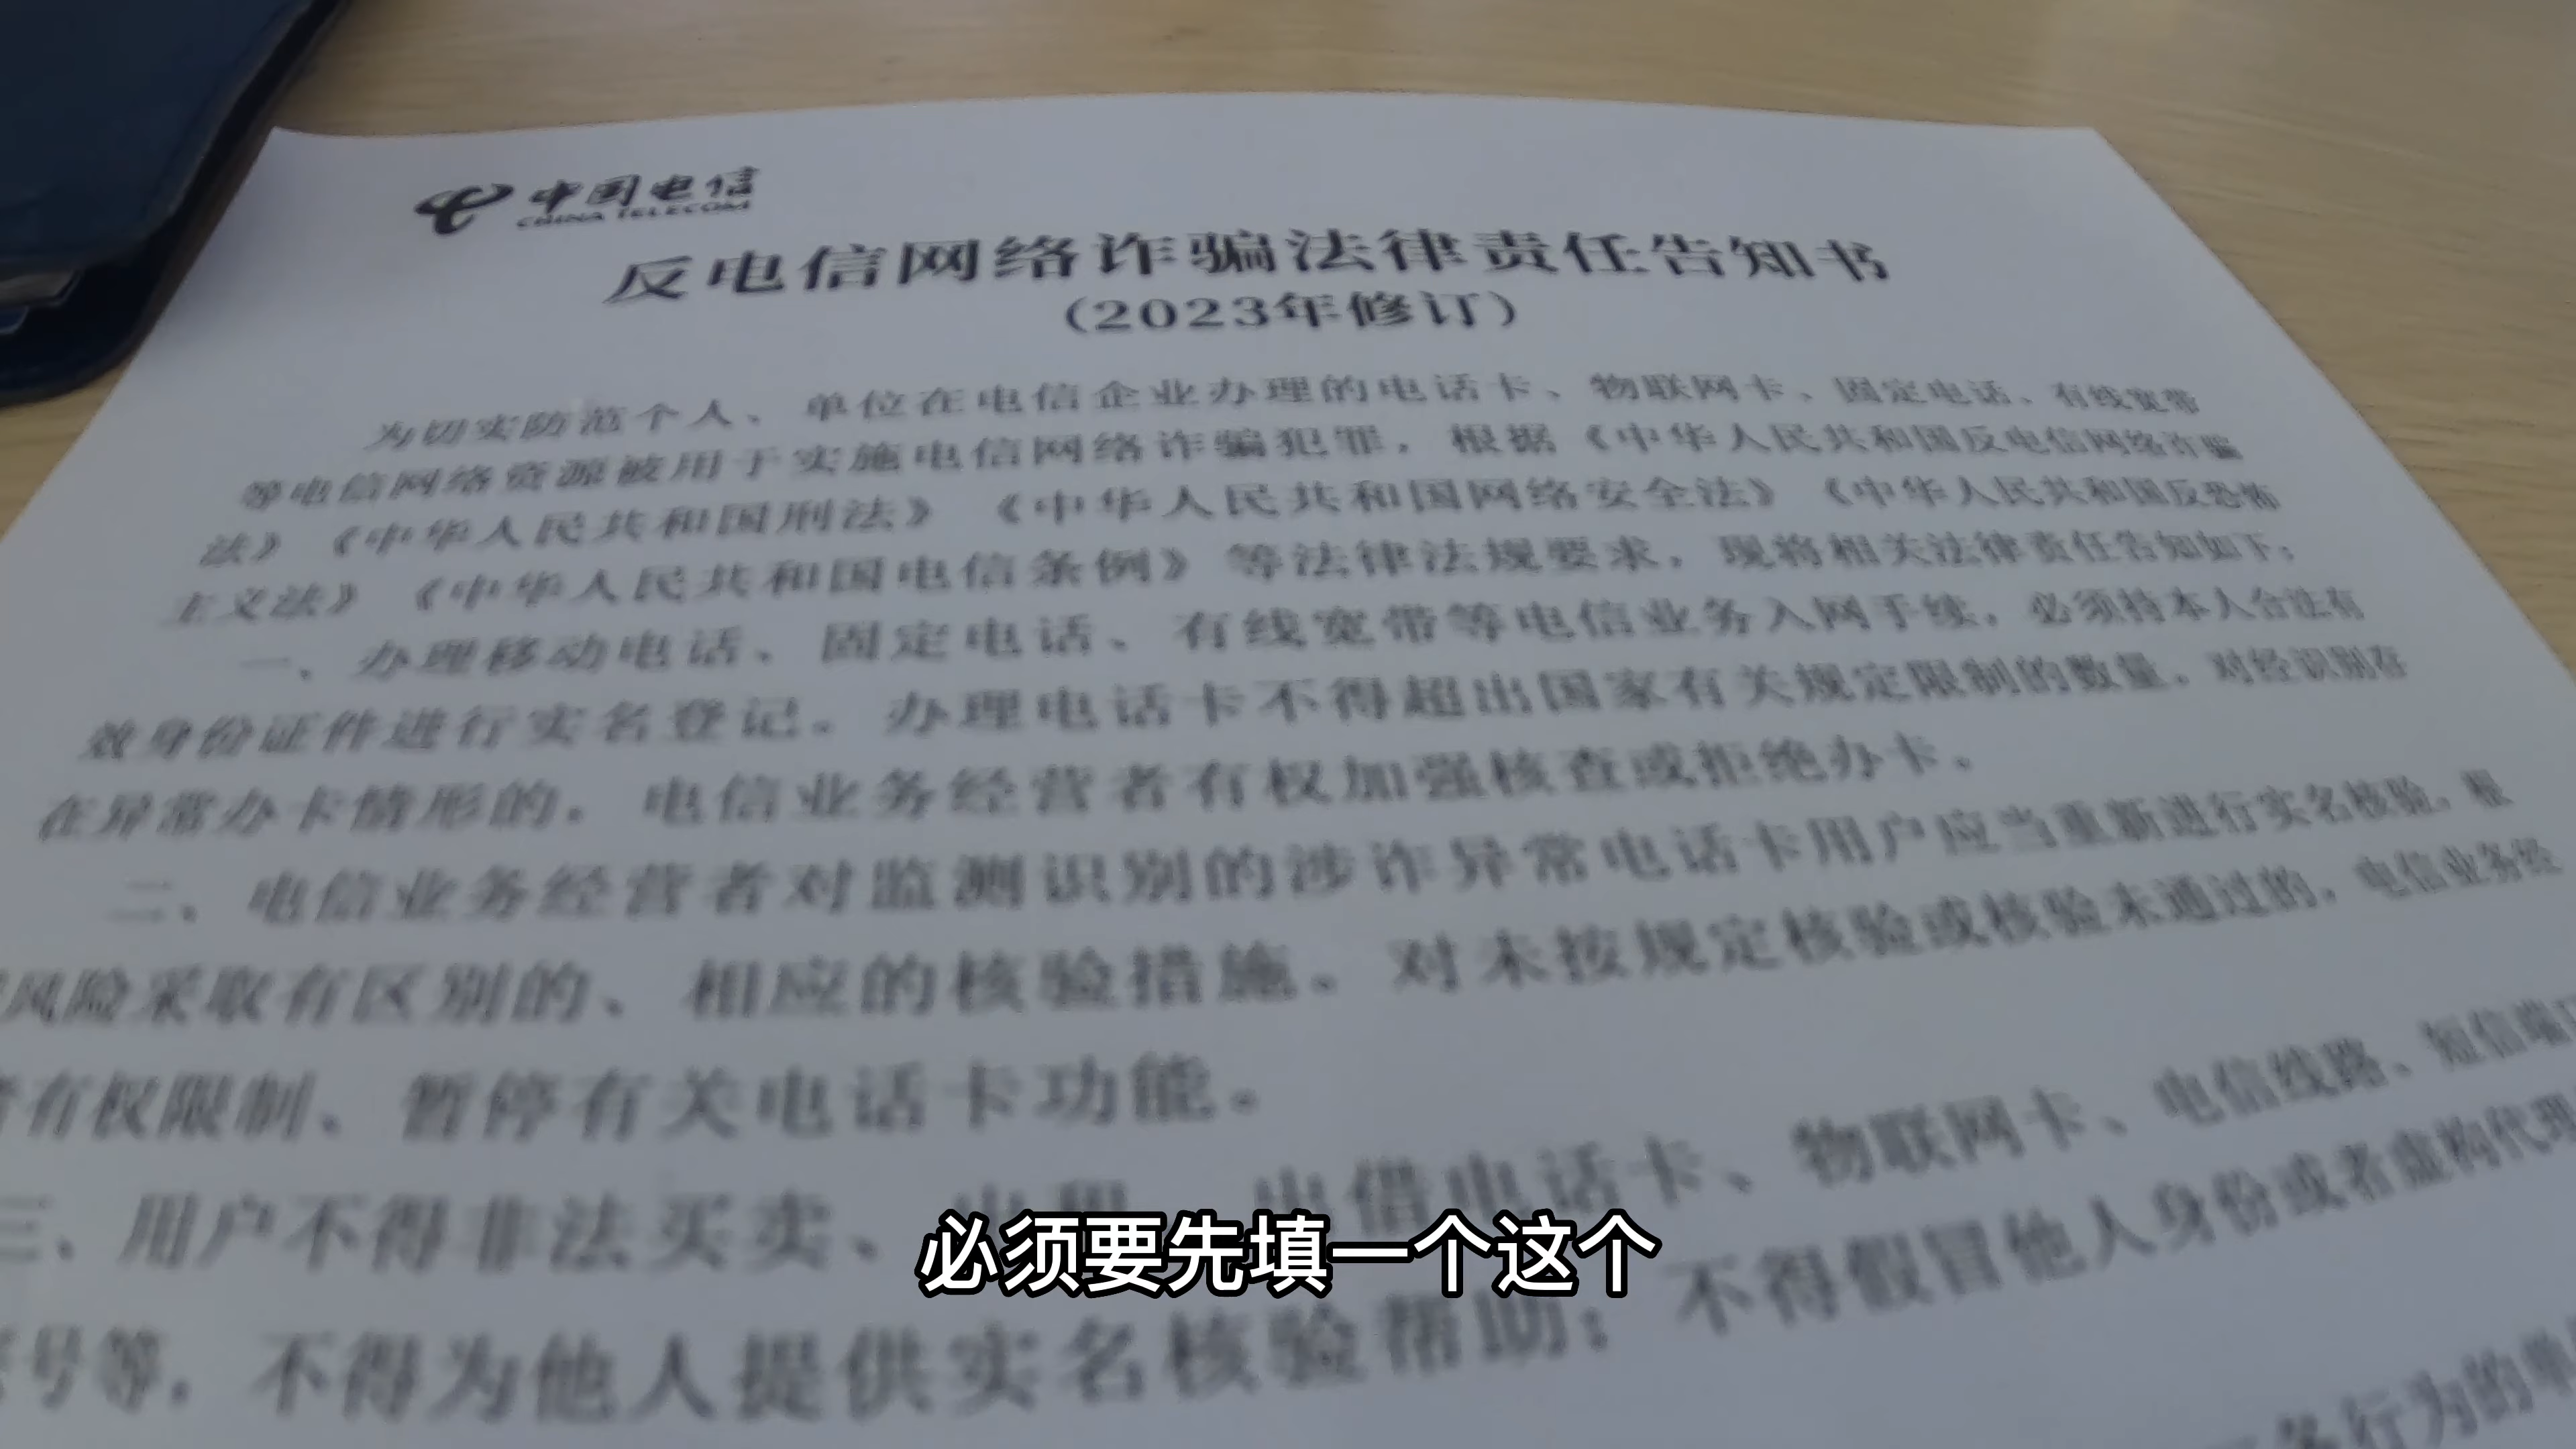 中国电信
CHINA TELECOM
反电信网络诈骗法律责任告知书
(2023年修订)
为切实防范个人、单位在电信企业办理的电话卡、物联网卡、固定电话、有线宽带
等电信网络资源被用于实施电信网络诈骗犯罪，根据《中华人民共和国反电信网络诈骗
法》《中华人民共和国刑法》《中华人民共和国网络安全法》《中华人民共和国反恐怖
主义法》《中华人民共和国电信条例》等法律法规要求，现将相关法律责任告知如下：
一、办理移动电话、固定电话、有线宽带等电信业务入网手续，必须持本人合法有
效身份证件进行实名登记。办理电话卡不得超出国家有关规定限制的数量，对经识别存
在异常办卡情形的，电信业务经营者有权加强核查或拒绝办卡。
二、电信业务经营者对监测识别的涉诈异常电话卡用户应当重新进行实名核验，根
风险采取有区别的、相应的核验措施。对未按规定核验或核验未通过的，电信业务经
有权限制、暂停有关电话卡功能。
三、用户不得非法买卖、出租、出借电话卡、物联网卡、电信线路、短信端口
号等，不得为他人提供实名核验帮助；不得假冒他人身份或者虚构代理
行为的单
必须要先填一个这个